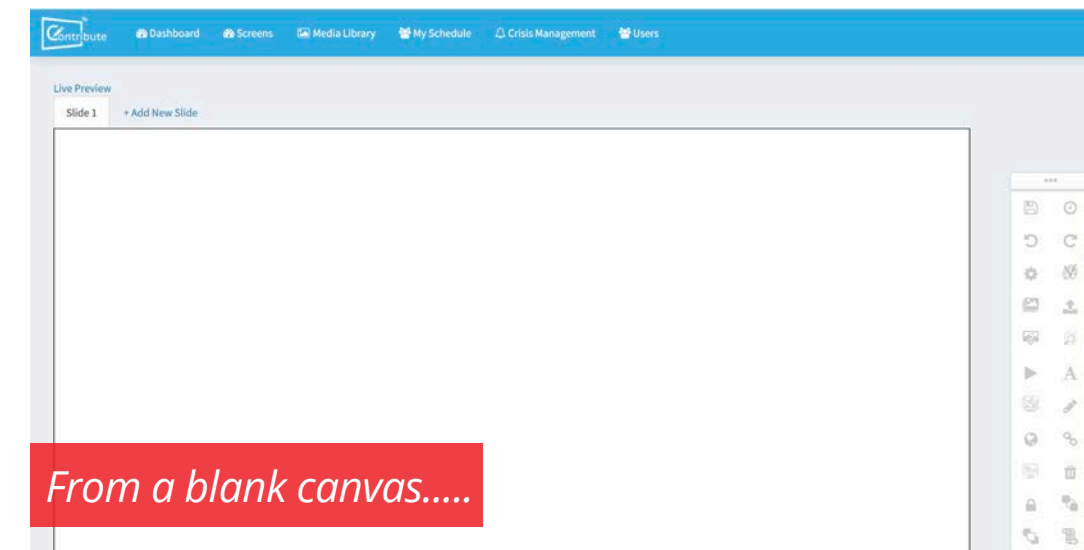 Contribute Dashboard Screens Media Library My Schedule Crisis Management Users
Live Preview
Slide 1 + Add New Slide
A
From a blank canvas.....